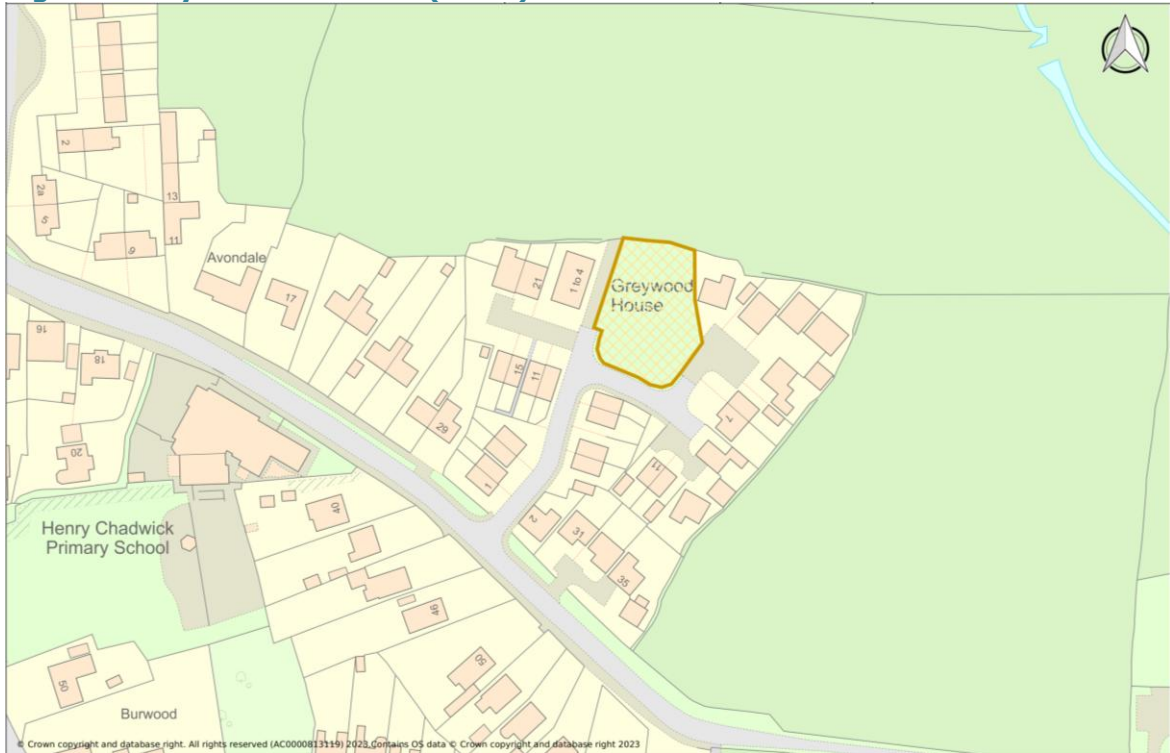 2
2a
5
13
11
9
Avondale
17
21
1 to 4
Greywood
House
16
18
15
11
29
20
1
7
11
2
31
35
40
46
Henry Chadwick
Primary School
50
50
Burwood
© Crown copyright and database right. All rights reserved (AC0000813119) 2023 Contains OS data © Crown copyright and database right 2023